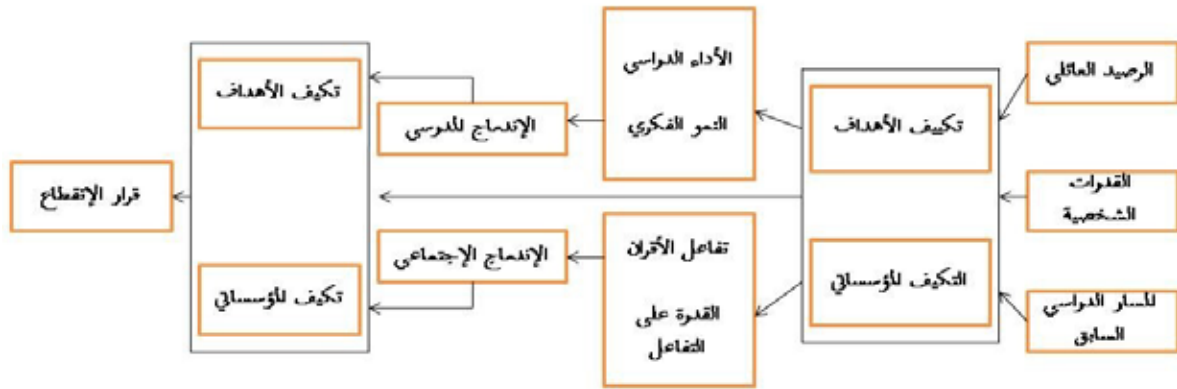 الرصيد العائلي
القدرات
الشخصية
المسار الدراسي
السابق
تكييف الأهداف
التكيف المؤسساتي
الأداء الدراسي
النمو الفكري
تفاعل الأقران
القدرة على
التفاعل
الإندماج المدرسي
الإندماج الإجتماعي
تكيف الأهداف
تكيف المؤسساتي
قرار الإنقطاع